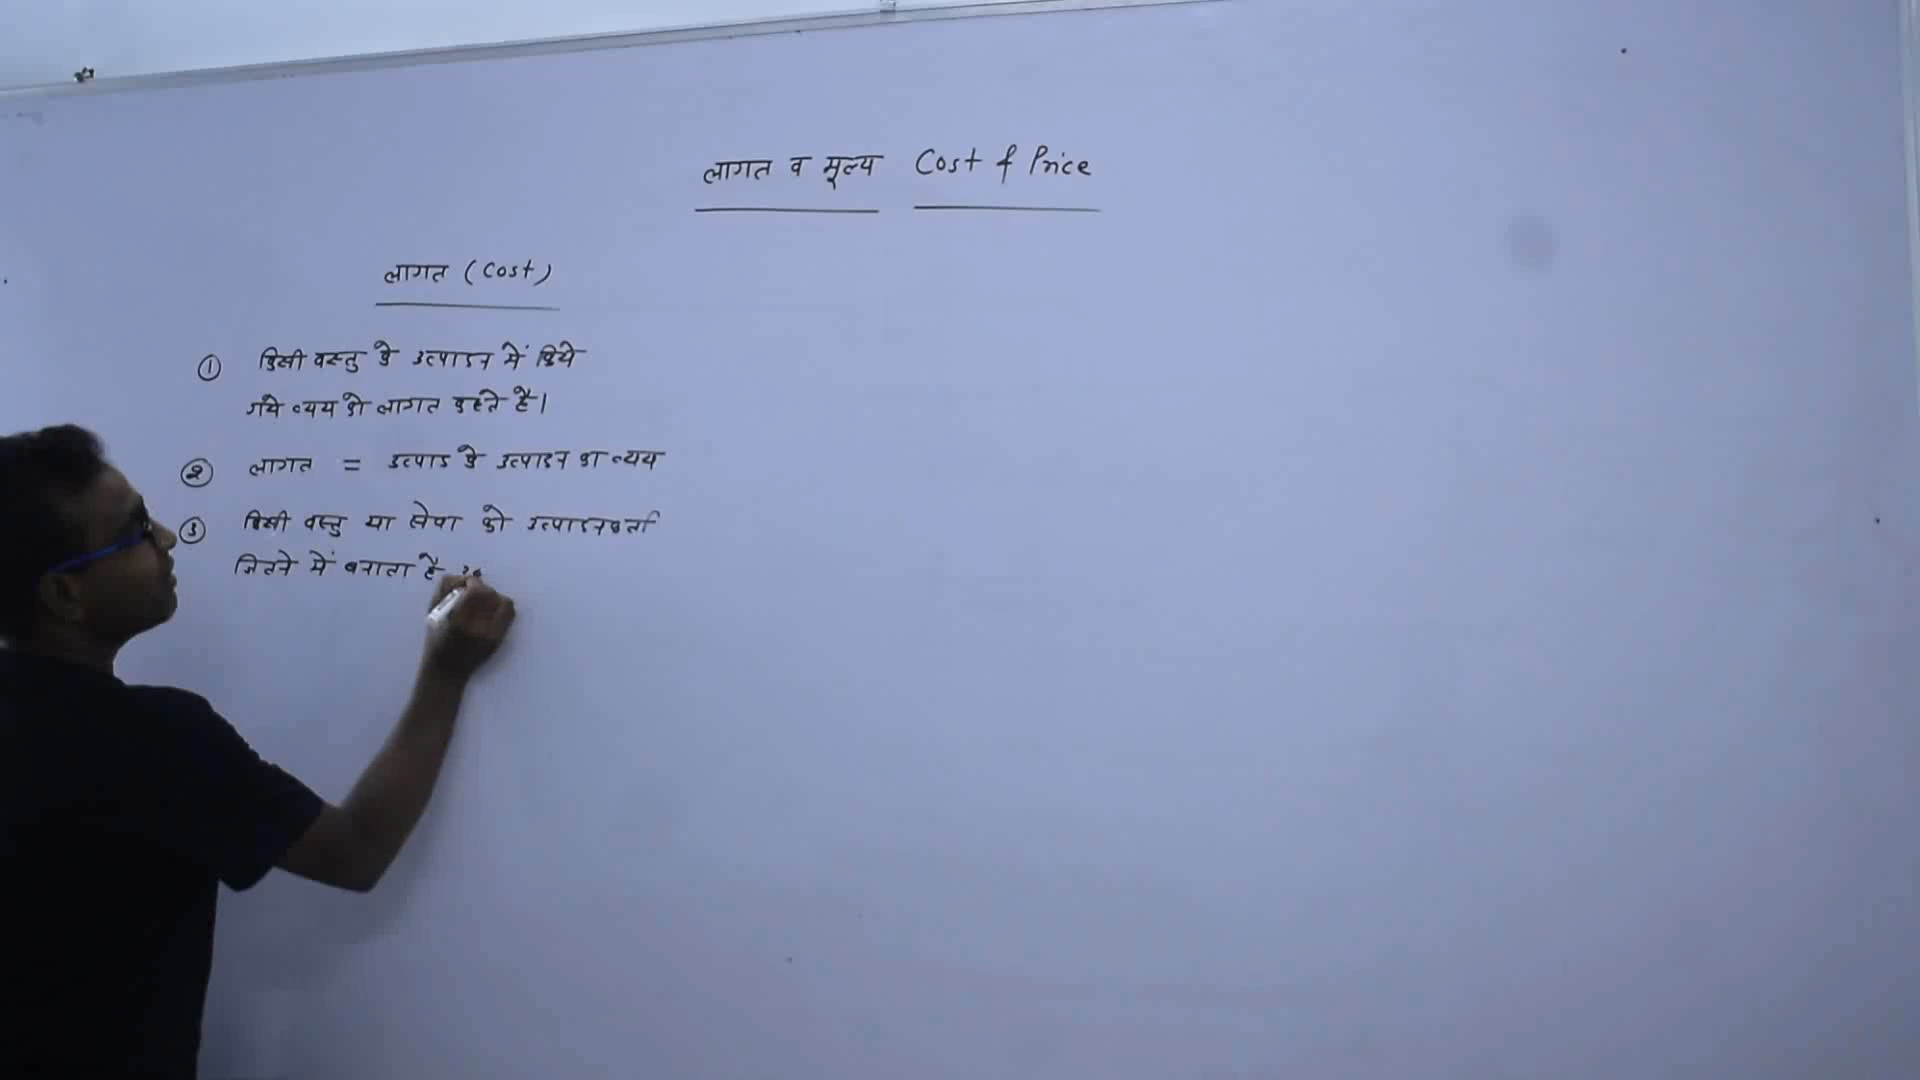 लागत व मूल्य Cost & Price
लागत (Cost)
① किसी वस्तु के उत्पादन में किये
गये व्यय को लागत कहते है।
② लागत = उत्पाद के उत्पादन का व्यय
③ किसी वस्तु या सेवा को उत्पादनकर्ता
जितने में बनाता है